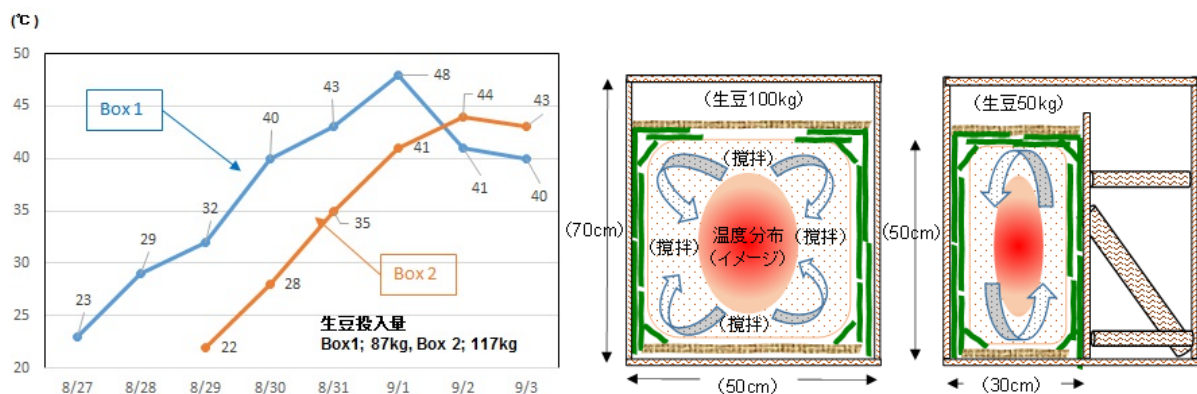 (℃)
50
45
40
35
30
25
20
23
29
32
40
43
48
41
40
22
28
35
41
44
43
Box 1
Box 2
生豆投入量
Box1; 87kg, Box 2; 117kg
8/27 8/28 8/29 8/30 8/31 9/1 9/2 9/3
(生豆100kg)
(攪拌)
(攪拌)
温度分布
(イメージ)
(攪拌)
(攪拌)
(70cm)
(50cm)
(生豆50kg)
(50cm)
(30cm)